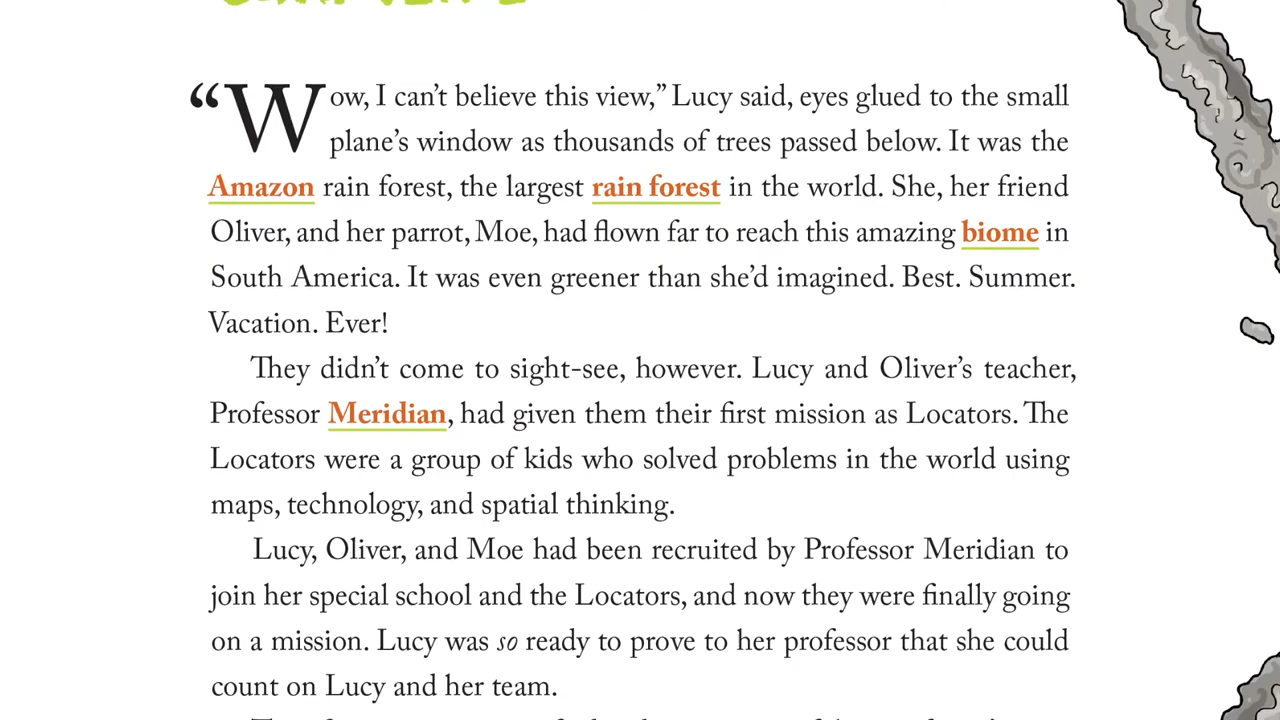 “Wow, I can’t believe this view,” Lucy said, eyes glued to the small
plane’s window as thousands of trees passed below. It was the
Amazon rain forest, the largest rain forest in the world. She, her friend
Oliver, and her parrot, Moe, had flown far to reach this amazing biome in
South America. It was even greener than she’d imagined. Best. Summer.
Vacation. Ever!
They didn’t come to sight-see, however. Lucy and Oliver’s teacher,
Professor Meridian, had given them their first mission as Locators. The
Locators were a group of kids who solved problems in the world using
maps, technology, and spatial thinking.
Lucy, Oliver, and Moe had been recruited by Professor Meridian to
join her special school and the Locators, and now they were finally going
on a mission. Lucy was so ready to prove to her professor that she could
count on Lucy and her team.